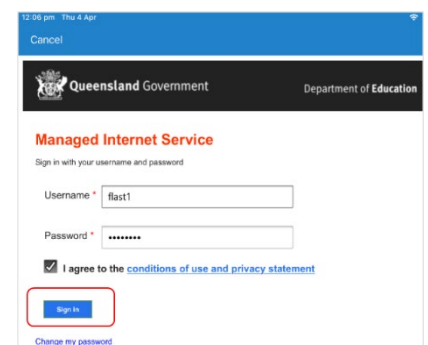 12:06 pm Thu 4 Apr
Cancel
Queensland Government
Department of Education
Managed Internet Service
Sign in with your username and password
Username * flast1
Password * ••••••••
I agree to the conditions of use and privacy statement
Sign in
Change my password